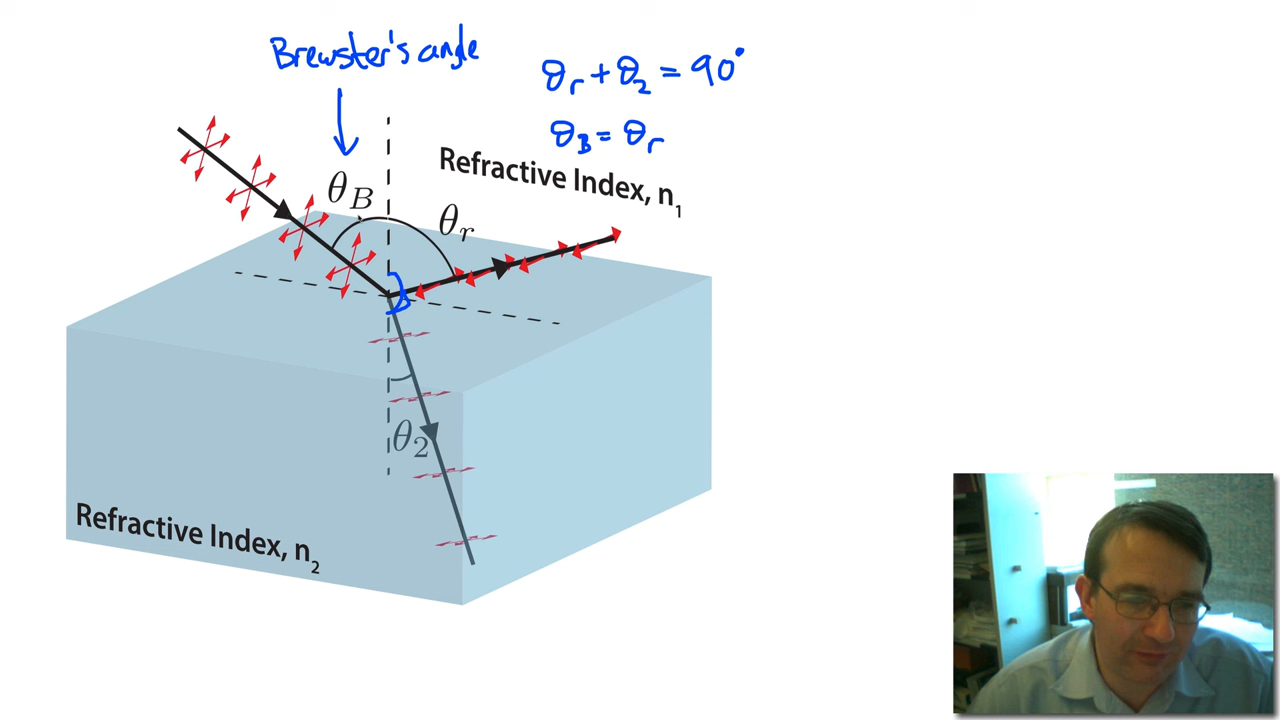 Brewster's angle
θr + θ2 = 90°
θB = θr
Refractive Index, n1
θB
θr
θ2
Refractive Index, n2